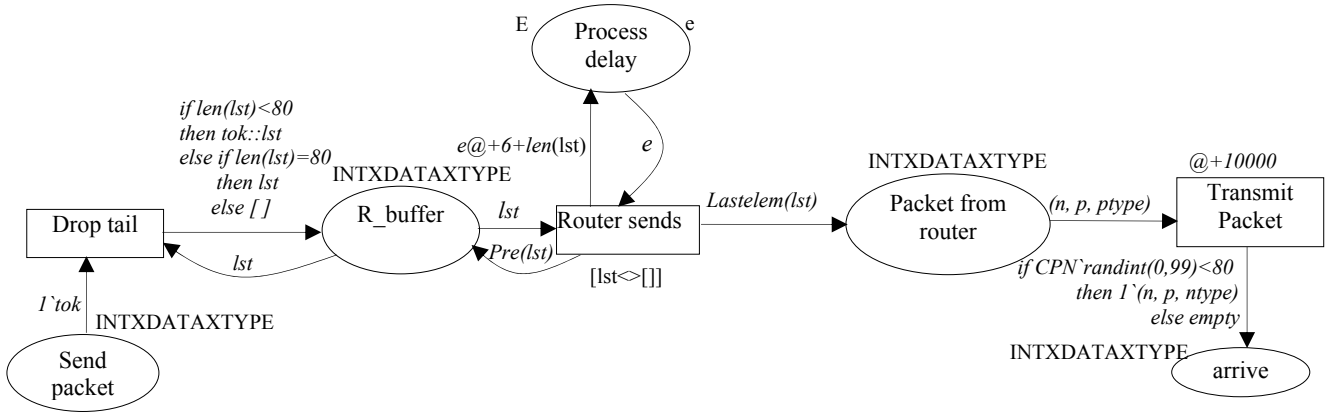 E
Process
delay
e
if len(lst)<80
then tok::lst
else if len(lst)=80
then lst
else [ ]
e@+6+len(lst)
e
INTXDATAXTYPE
INTXDATAXTYPE
@+10000
Drop tail
R_buffer
lst
Router sends
Lastelem(lst)
Packet from
router
(n, p, ptype)
Transmit
Packet
lst
Pre(lst)
[lst<>[]]
if CPN`randint(0,99)<80
then 1`(n, p, ntype)
else empty
1`tok
INTXDATAXTYPE
Send
packet
INTXDATAXTYPE
arrive